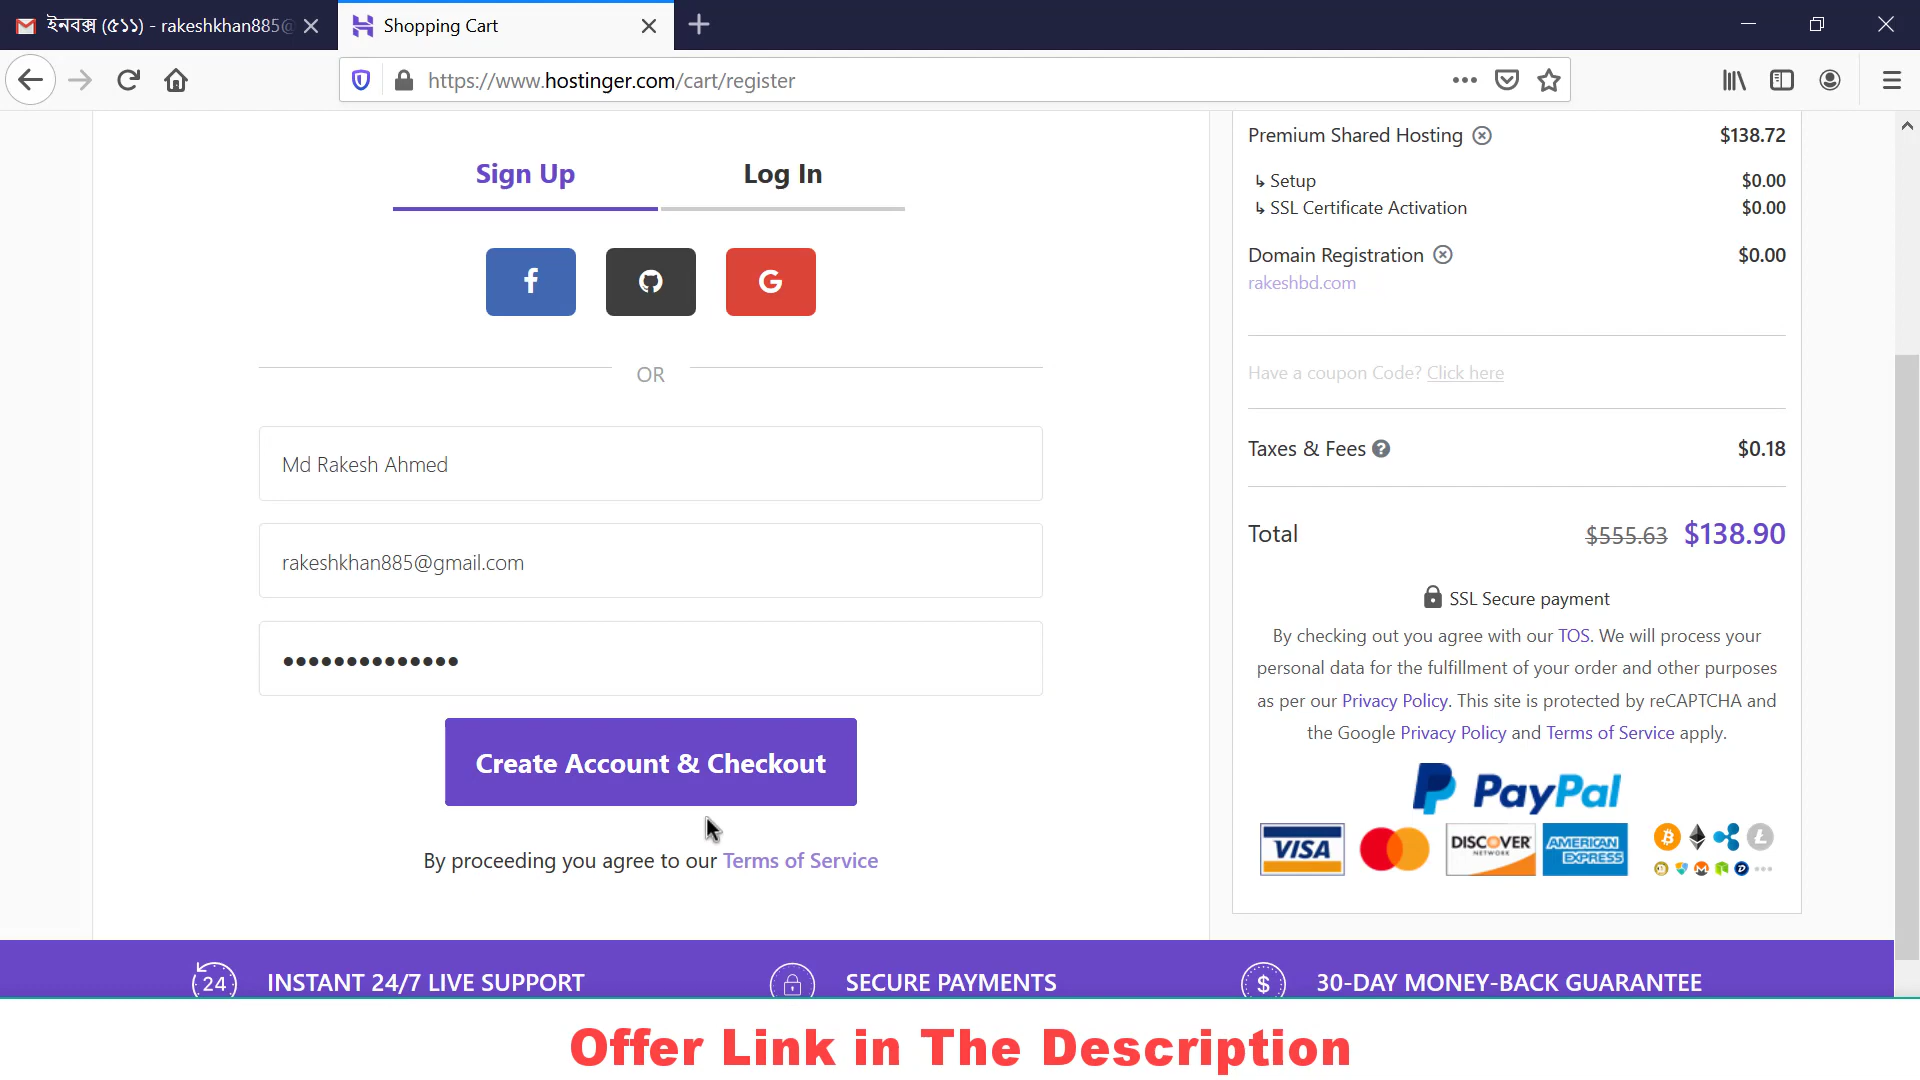 ইনবক্স (৫১১) - rakeshkhan885@
Shopping Cart
https://www.hostinger.com/cart/register
Sign Up
Log In
OR
Md Rakesh Ahmed
rakeshkhan885@gmail.com
Create Account & Checkout
By proceeding you agree to our Terms of Service
Premium Shared Hosting $138.72
↳ Setup $0.00
↳ SSL Certificate Activation $0.00
Domain Registration $0.00
rakeshbd.com
Have a coupon Code? Click here
Taxes & Fees $0.18
Total $555.63 $138.90
SSL Secure payment
By checking out you agree with our TOS. We will process your
personal data for the fulfillment of your order and other purposes
as per our Privacy Policy. This site is protected by reCAPTCHA and
the Google Privacy Policy and Terms of Service apply.
PayPal
VISA
DISCOVER
NETWORK
AMERICAN
EXPRESS
24 INSTANT 24/7 LIVE SUPPORT
SECURE PAYMENTS
$ 30-DAY MONEY-BACK GUARANTEE
Offer Link in The Description